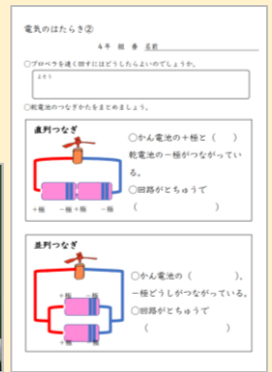 電気のはたらき②
4年 組 番 名前
○プロペラを速く回すにはどうしたらよいのでしょうか。
よそう
○乾電池のつなぎかたをまとめましょう。
直列つなぎ
○かん電池の+極と( )
乾電池の-極がつながってい
る。
○回路がとちゅうで
( )
+極 -極 +極 -極
並列つなぎ
○かん電池の( )、
-極どうしがつながっている。
○回路がとちゅうで
( )
+極 -極
+極 -極